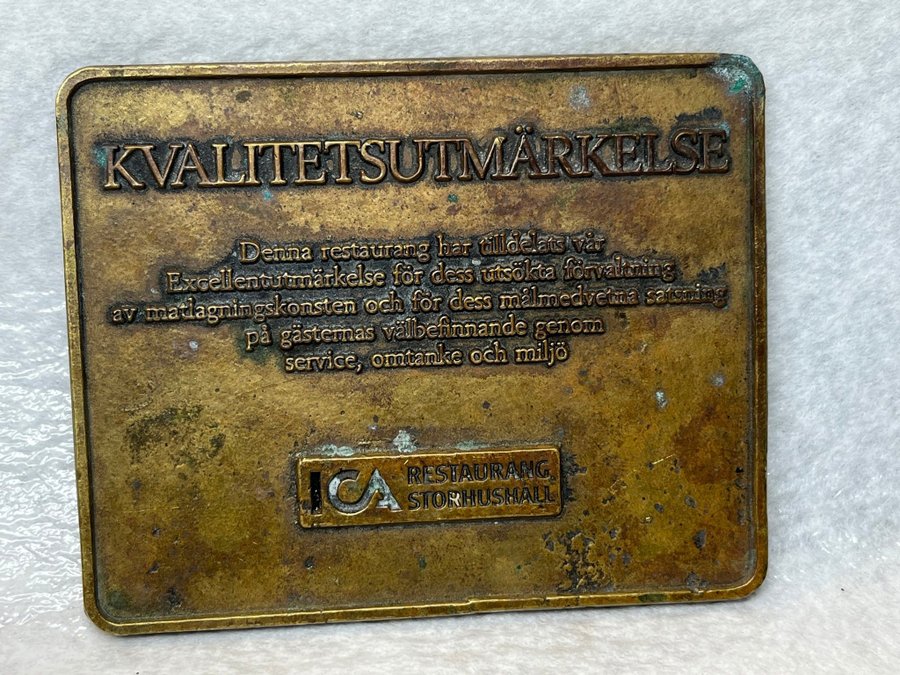 KVALITETSUTMÄRKELSE
Denna restaurang har tilldelats vår
Excellentutmärkelse för dess utsökta förvaltning
av matlagningskonsten och för dess målmedvetna satsning
på gästernas välbefinnande genom
service, omtanke och miljö
ICA RESTAURANG
STORHUSHÅLL